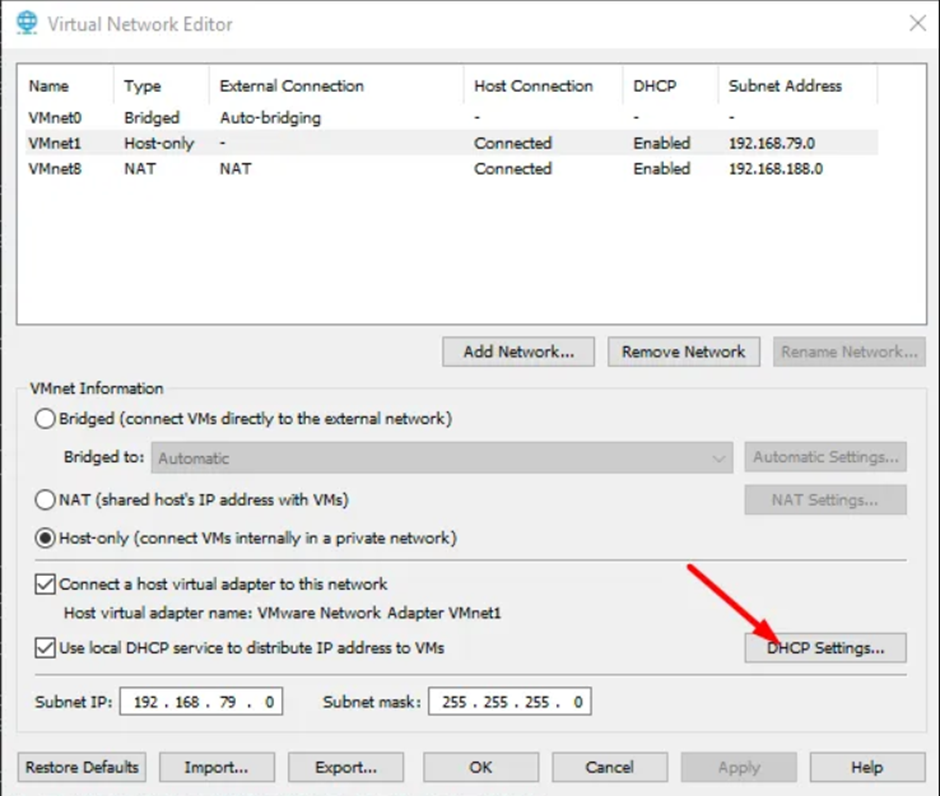 Virtual Network Editor
Name Type External Connection Host Connection DHCP Subnet Address
VMnet0 Bridged Auto-bridging - - -
VMnet1 Host-only - Connected Enabled 192.168.79.0
VMnet8 NAT NAT Connected Enabled 192.168.188.0
Add Network... Remove Network Rename Network...
VMnet Information
Bridged (connect VMs directly to the external network)
Bridged to: Automatic Automatic Settings...
NAT (shared host's IP address with VMs) NAT Settings...
Host-only (connect VMs internally in a private network)
Connect a host virtual adapter to this network
Host virtual adapter name: VMware Network Adapter VMnet1
Use local DHCP service to distribute IP address to VMs DHCP Settings...
Subnet IP: 192 . 168 . 79 . 0 Subnet mask: 255 . 255 . 255 . 0
Restore Defaults Import... Export... OK Cancel Apply Help